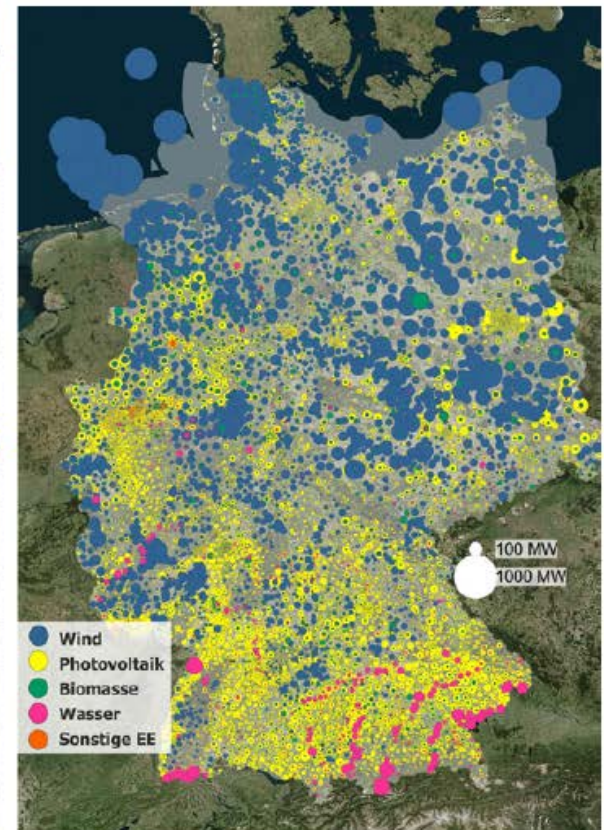 100 MW
1000 MW
Wind
Photovoltaik
Biomasse
Wasser
Sonstige EE